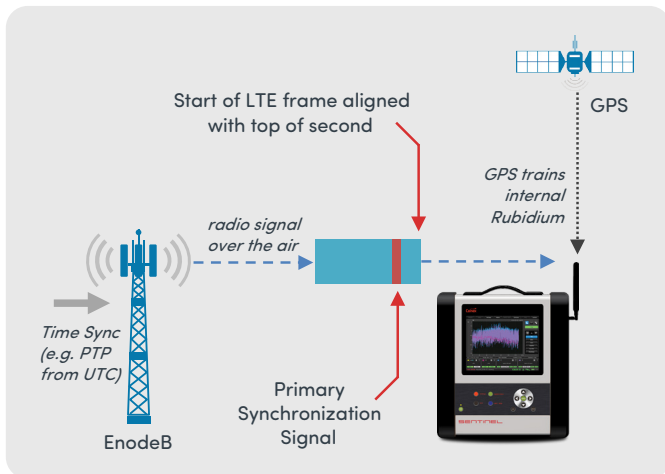 GPS
Start of LTE frame aligned
with top of second
GPS trains
internal
Rubidium
radio signal
over the air
Time Sync
(e.g. PTP
from UTC)
EnodeB
Primary
Synchronization
Signal
SENTINEL